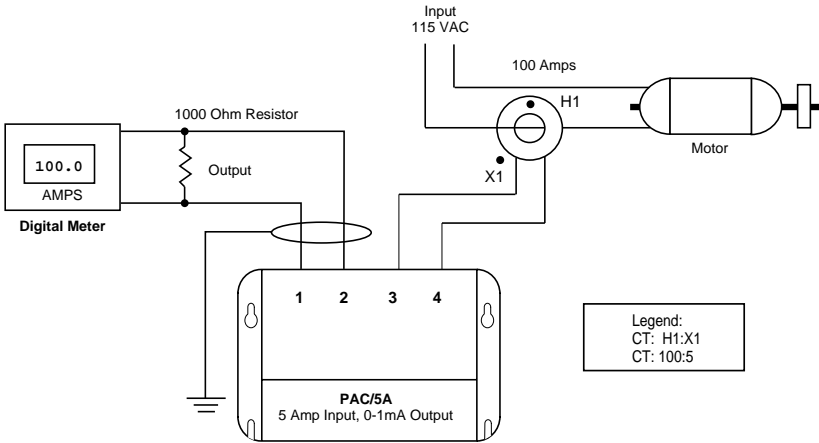 Input
115 VAC
100 Amps
H1
1000 Ohm Resistor
Motor
100.0
AMPS
Output
X1
Digital Meter
1 2 3 4
Legend:
CT: H1:X1
CT: 100:5
PAC/5A
5 Amp Input, 0-1mA Output